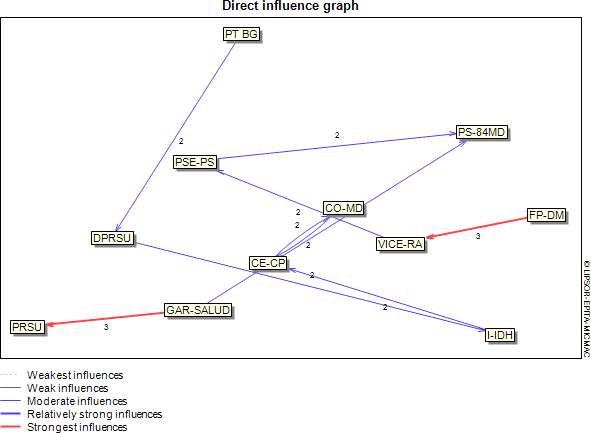 Direct influence graph
PT BG
2
PS-84MD
2
PSE-PS
CO-MD
2
2
FP-DM
DPRSU
VICE-RA
3
2
CE-CP
2
GAR-SALUD
2
PRSU
3
I-IDH
© LIPSOR-EPITA-MICMAC
Weakest influences
Weak influences
Moderate influences
Relatively strong influences
Strongest influences